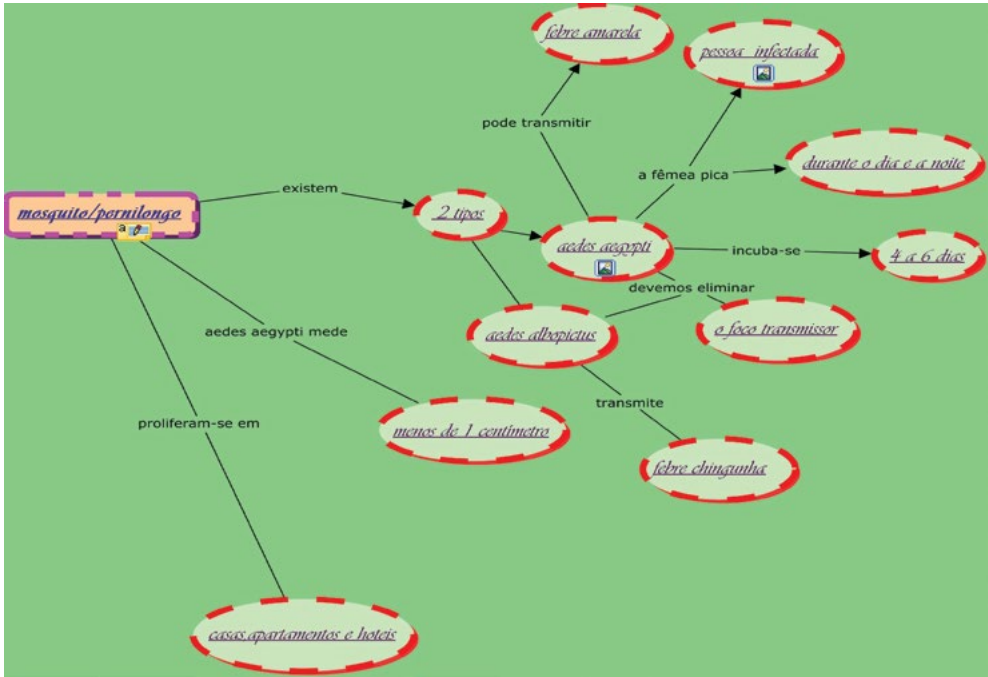 febre amarela
pessoa infectada
pode transmitir
durante o dia e a noite
a fêmea pica
existem
mosquito/pernilongo
a
2 tipos
aedes aegypti
incuba-se
4 a 6 dias
devemos eliminar
aedes aegypti mede
aedes albopictus
o foco transmissor
transmite
proliferam-se em
menos de 1 centímetro
febre chingunha
casas,apartamentos e hoteis